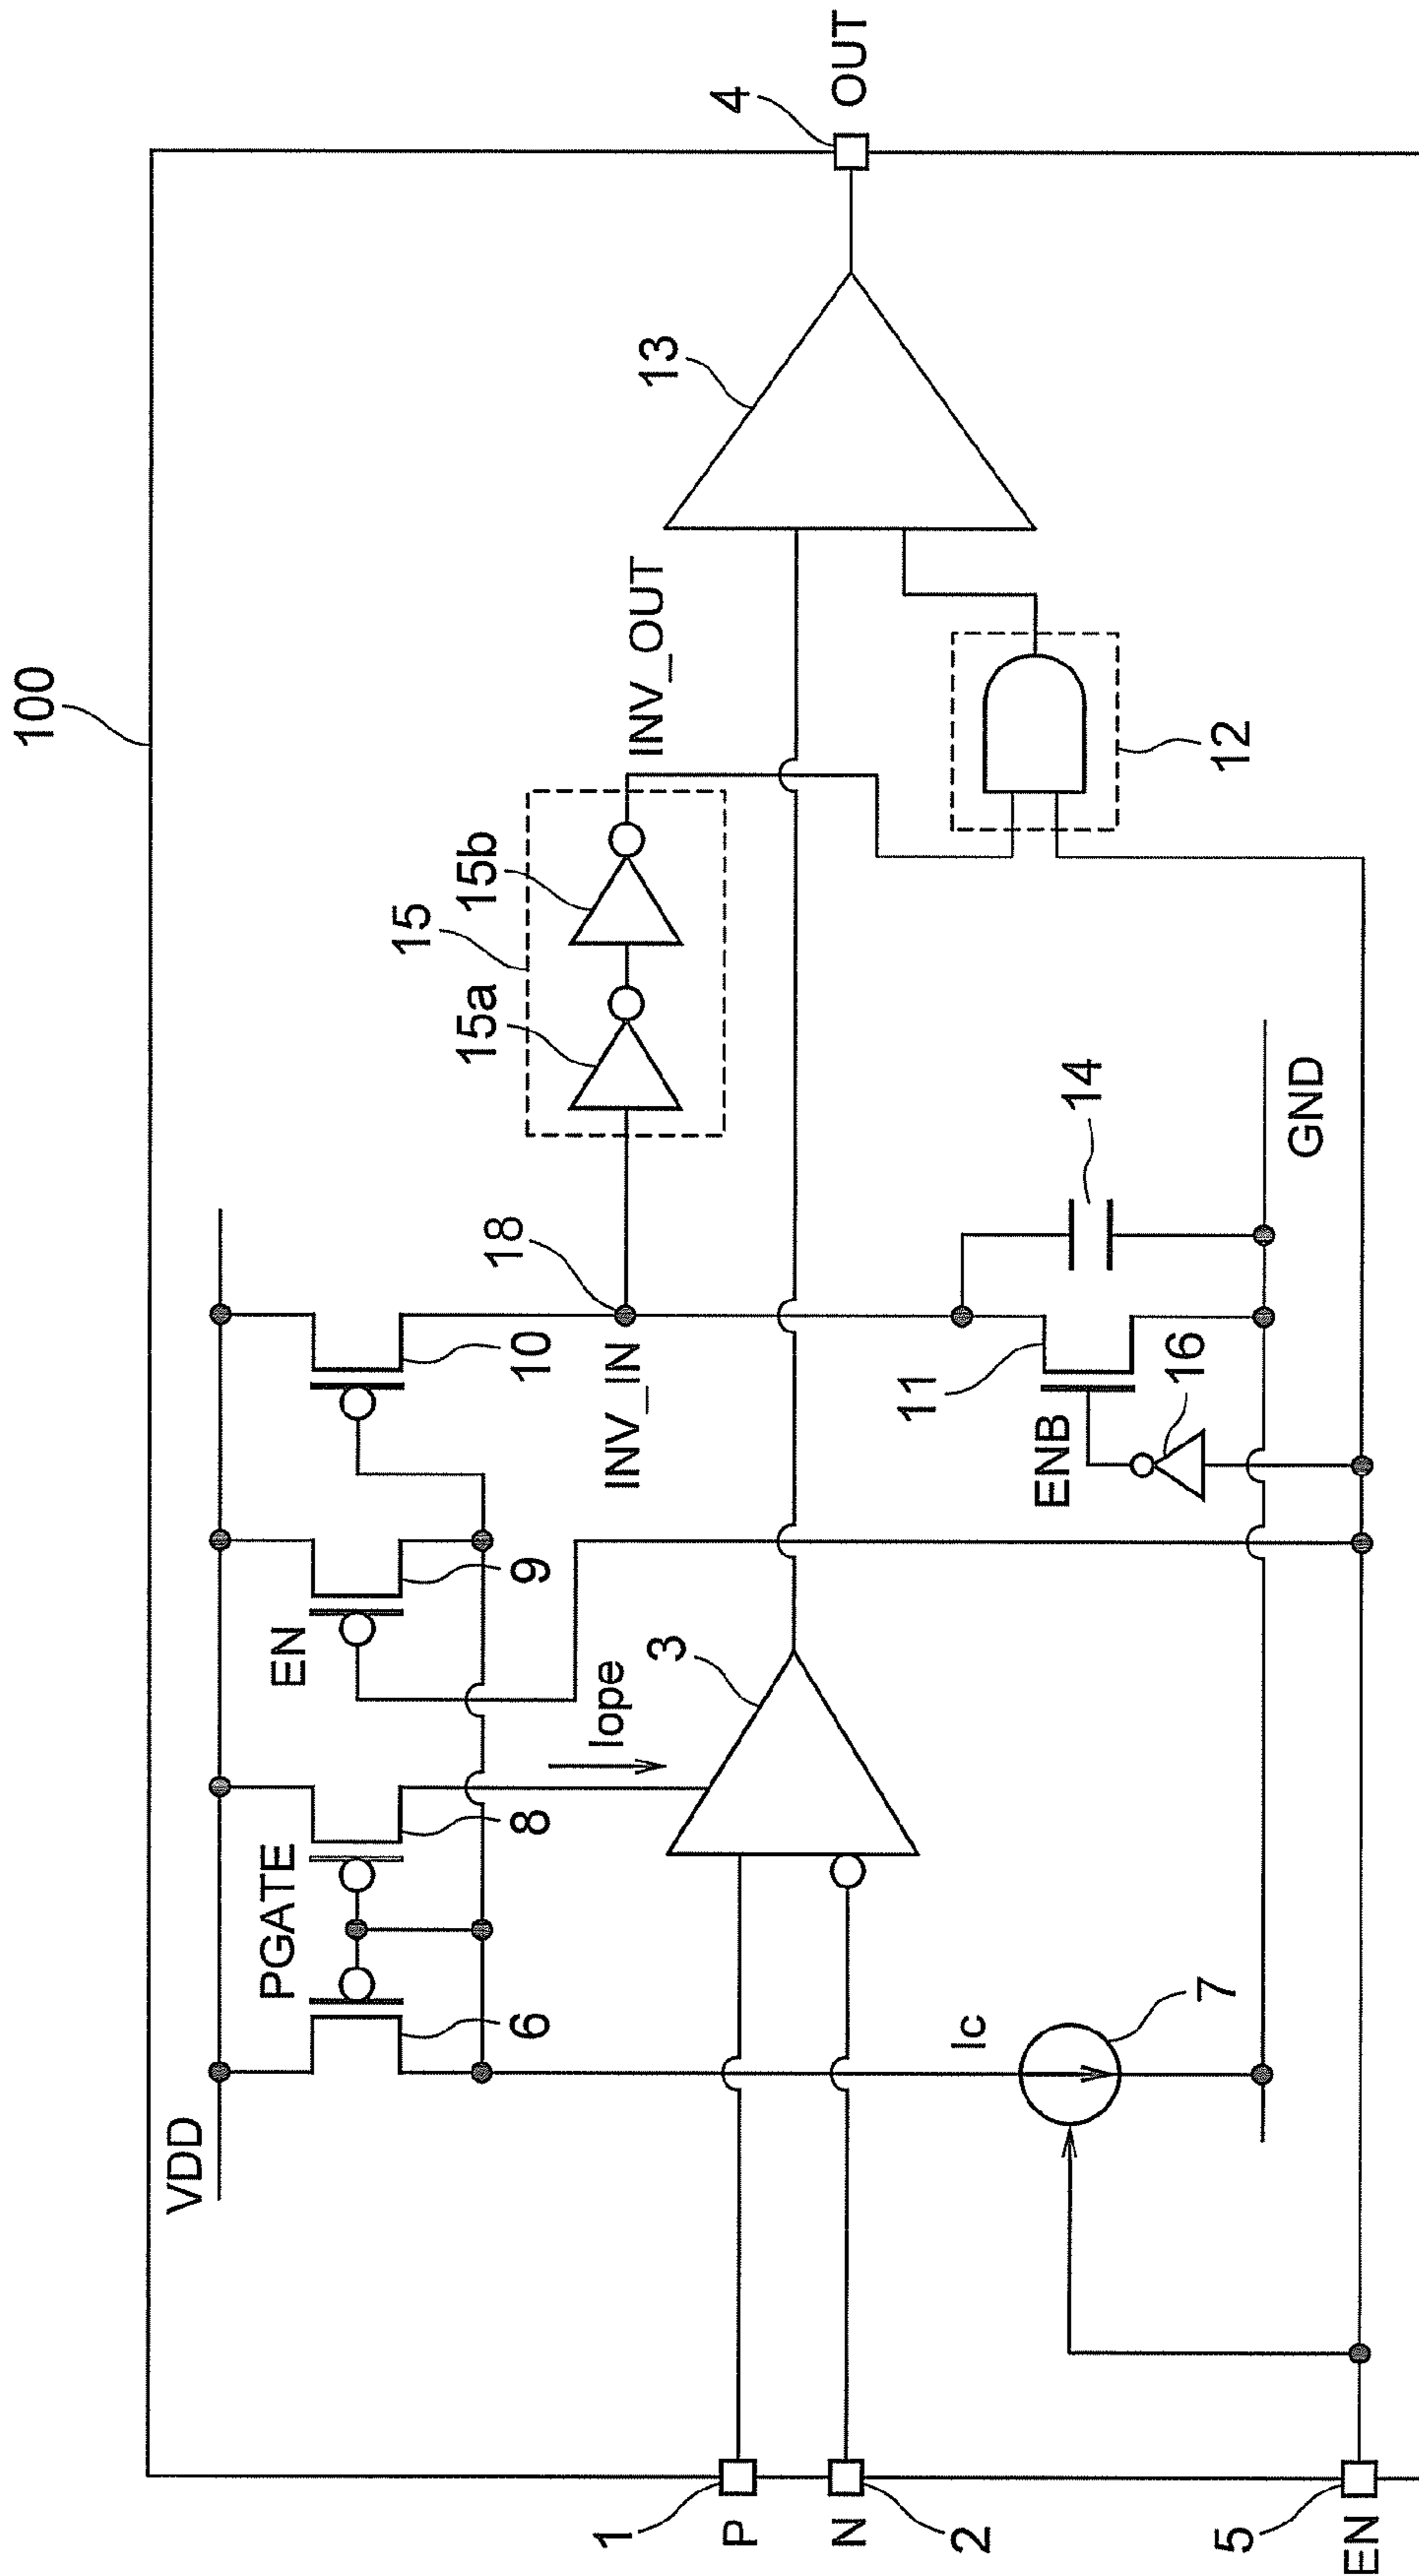 100
VDD
PGATE
EN
6
8
9
10
Iope
INV_IN
18
15
15a
15b
INV_OUT
13
4
OUT
3
1
P
N
2
Ic
7
ENB
11
16
14
GND
12
5
EN